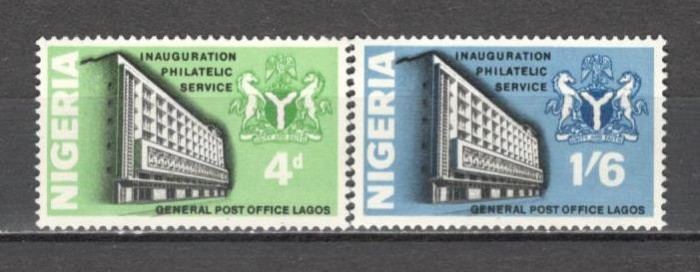 NIGERIA
INAUGURATION
PHILATELIC
SERVICE
4d
GENERAL POST OFFICE LAGOS
NIGERIA
INAUGURATION
PHILATELIC
SERVICE
1/6
GENERAL POST OFFICE LAGOS